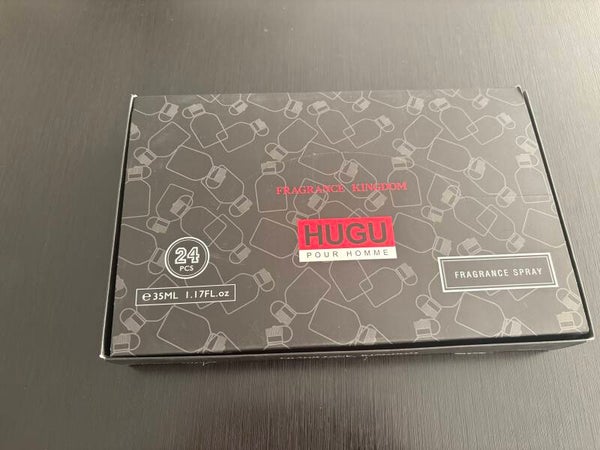 FRAGRANCE KINGDOM
HUGU
POUR HOMME
24
PCS
FRAGRANCE SPRAY
℮35ML 1.17FL.oz